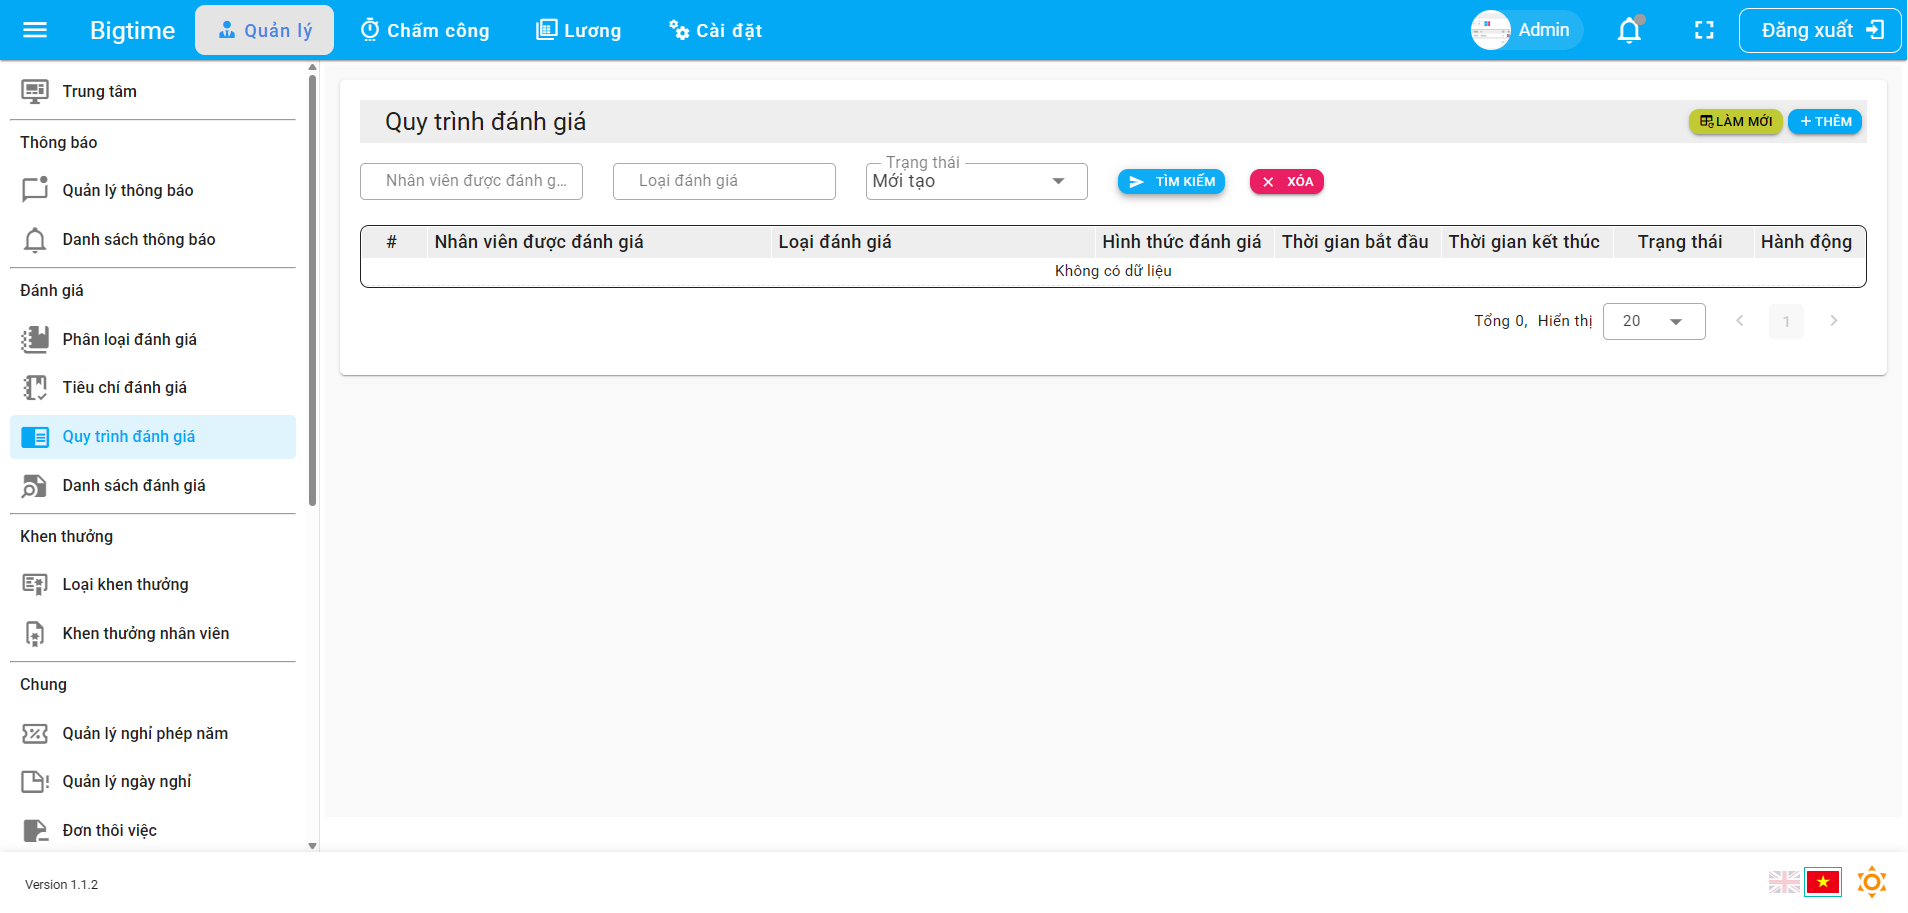 Bigtime Quản lý Chấm công Lương Cài đặt Admin Đăng xuất
Trung tâm
Thông báo
Quản lý thông báo
Danh sách thông báo
Đánh giá
Phân loại đánh giá
Tiêu chí đánh giá
Quy trình đánh giá
Danh sách đánh giá
Khen thưởng
Loại khen thưởng
Khen thưởng nhân viên
Chung
Quản lý nghỉ phép năm
Quản lý ngày nghỉ
Đơn thôi việc
Quy trình đánh giá LÀM MỚI THÊM
Trạng thái
Nhân viên được đánh g... Loại đánh giá Mới tạo TÌM KIẾM XÓA
# Nhân viên được đánh giá Loại đánh giá Hình thức đánh giá Thời gian bắt đầu Thời gian kết thúc Trạng thái Hành động
Không có dữ liệu
Tổng 0, Hiển thị 20 1
Version 1.1.2